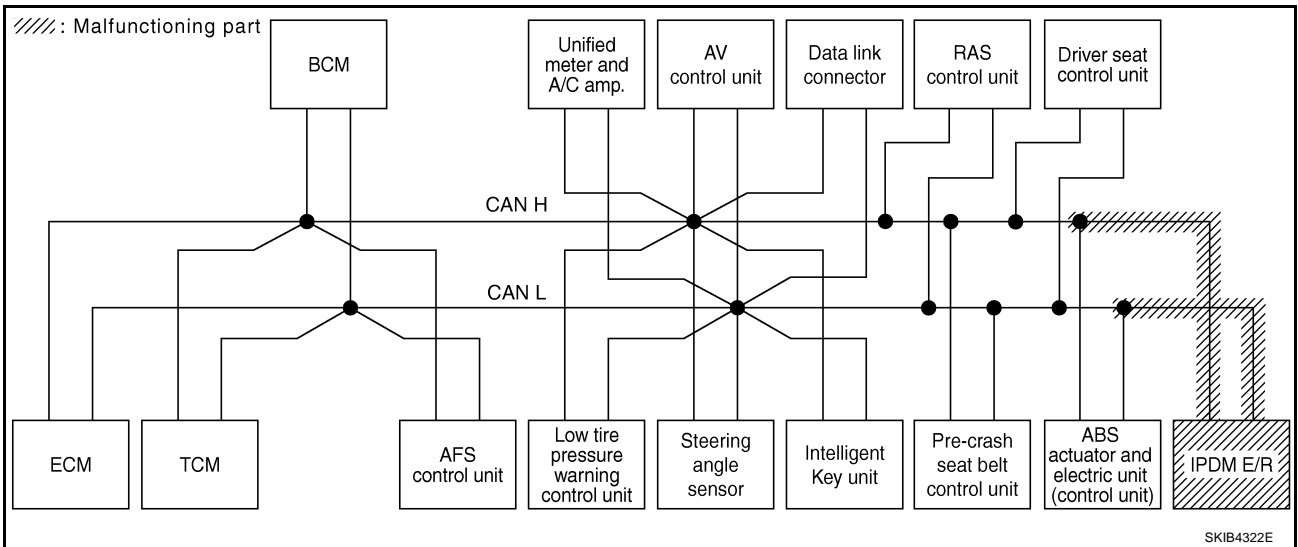 : Malfunctioning part
BCM
Unified
meter and
A/C amp.
AV
control unit
Data link
connector
RAS
control unit
Driver seat
control unit
CAN H
CAN L
ECM
TCM
AFS
control unit
Low tire
pressure
warning
control unit
Steering
angle
sensor
Intelligent
Key unit
Pre-crash
seat belt
control unit
ABS
actuator and
electric unit
(control unit)
IPDM E/R
SKIB4322E